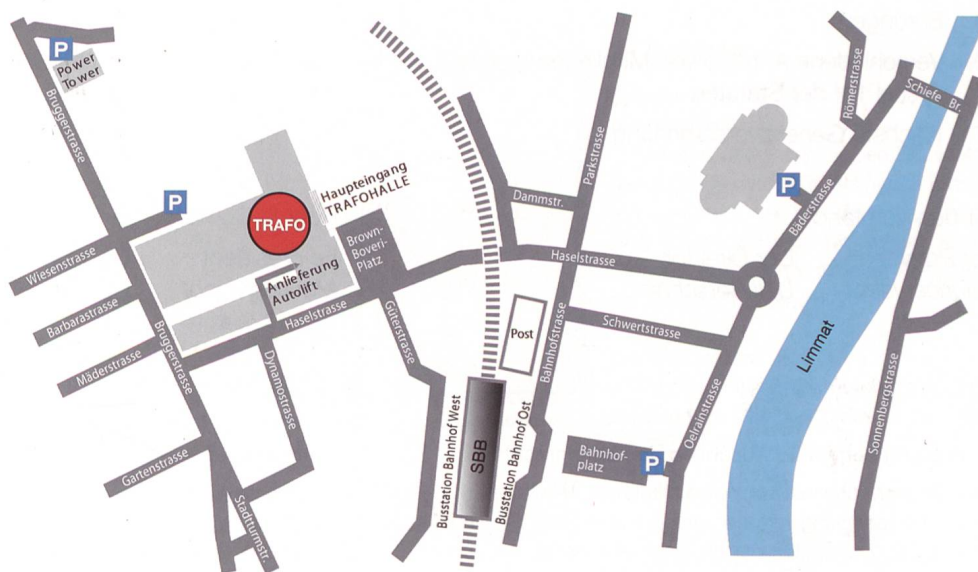 P
Power
Tower
Bruggerstrasse
P
Wiesenstrasse
TRAFO
Haupteingang
TRAFOHALLE
Brown-
Boveri-
Platz
Anlieferung
Autolift
Barbarastrasse
Mäderstrasse
Bruggerstrasse
Haselstrasse
Dynamostrasse
Güterstrasse
Gartenstrasse
Stadtturmstr.
Parkstrasse
Dammstr.
Haselstrasse
Post
Bahnhofstrasse
Schwertstrasse
Busstation Bahnhof West
SBB
Busstation Bahnhof Ost
Bahnhof-
platz
P
Oelrainstrasse
P
Römerstrasse
Bäderstrasse
Schiefe Br.
Limmat
Sonnenbergstrasse